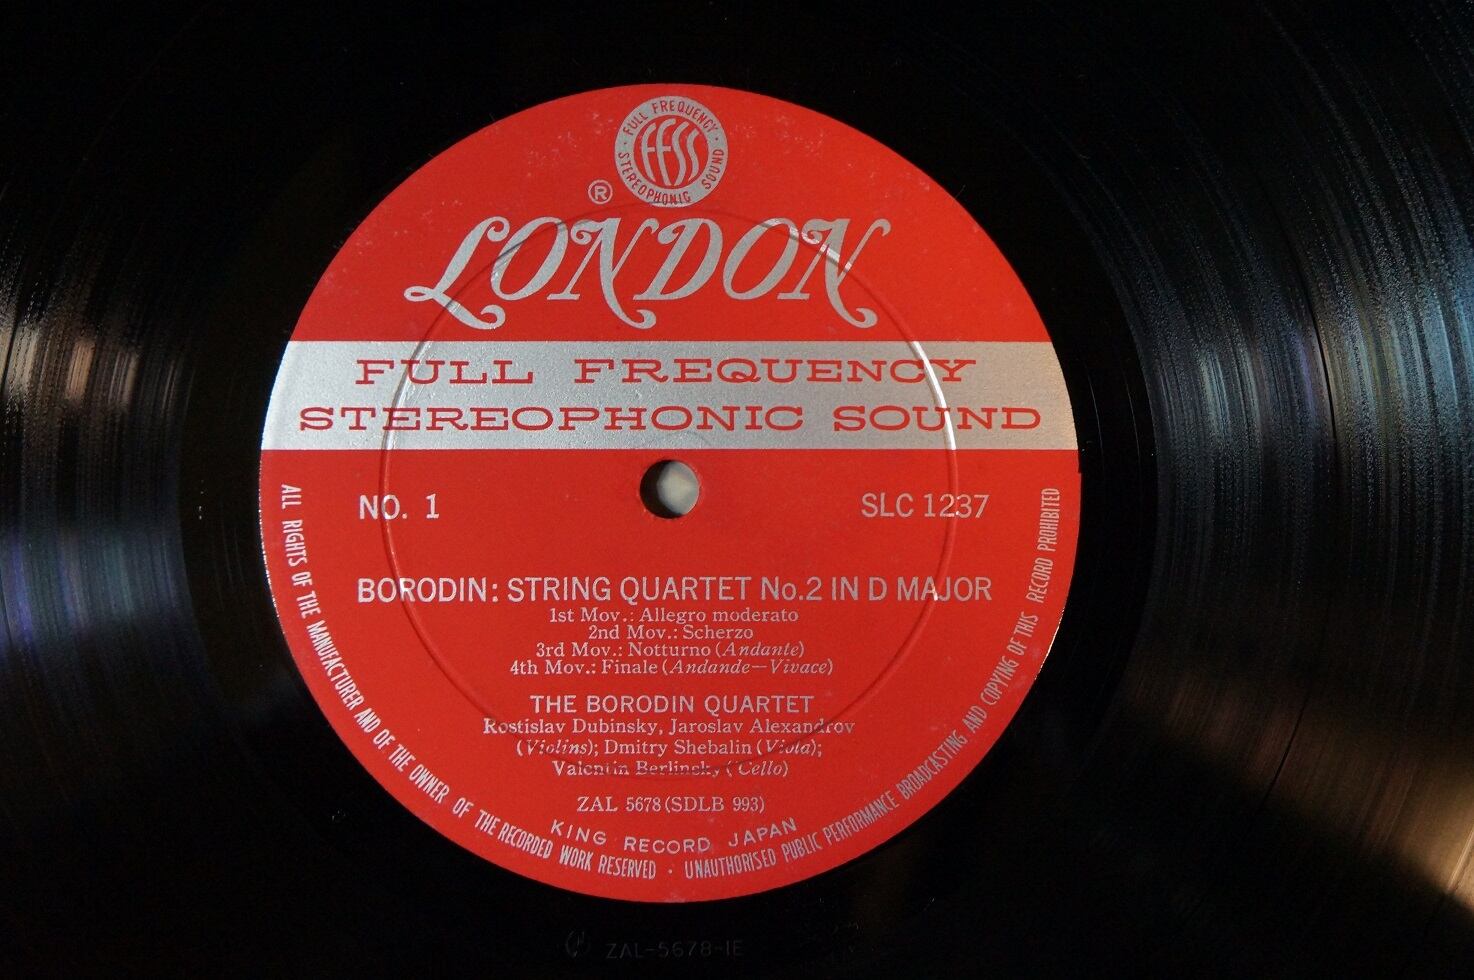 FULL FREQUENCY
FFSS
STEREOPHONIC SOUND
®
LONDON
FULL FREQUENCY
STEREOPHONIC SOUND
NO. 1
SLC 1237
BORODIN: STRING QUARTET No.2 IN D MAJOR
1st Mov.: Allegro moderato
2nd Mov.: Scherzo
3rd Mov.: Notturno (Andante)
4th Mov.: Finale (Andande—Vivace)
THE BORODIN QUARTET
Rostislav Dubinsky, Jaroslav Alexandrov
(Violins); Dmitry Shebalin (Viola);
Valentin Berlinsky (Cello)
ZAL 5678 (SDLB 993)
KING RECORD JAPAN
ALL RIGHTS OF THE MANUFACTURER AND OF THE OWNER OF THE RECORDED WORK RESERVED · UNAUTHORISED PUBLIC PERFORMANCE BROADCASTING AND COPYING OF THIS RECORD PROHIBITED
ZAL-5678-1E